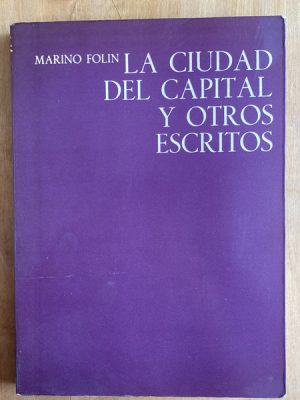 MARINO FOLIN LA CIUDAD
DEL CAPITAL
Y OTROS
ESCRITOS